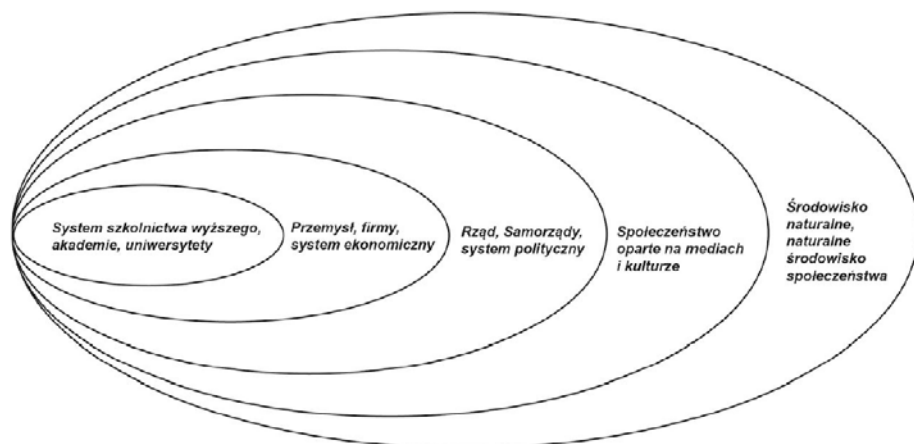 System szkolnictwa wyższego,
akademie, uniwersytety
Przemysł, firmy,
system ekonomiczny
Rząd, Samorządy,
system polityczny
Społeczeństwo
oparte na mediach
i kulturze
Środowisko
naturalne,
naturalne
środowisko
społeczeństwa